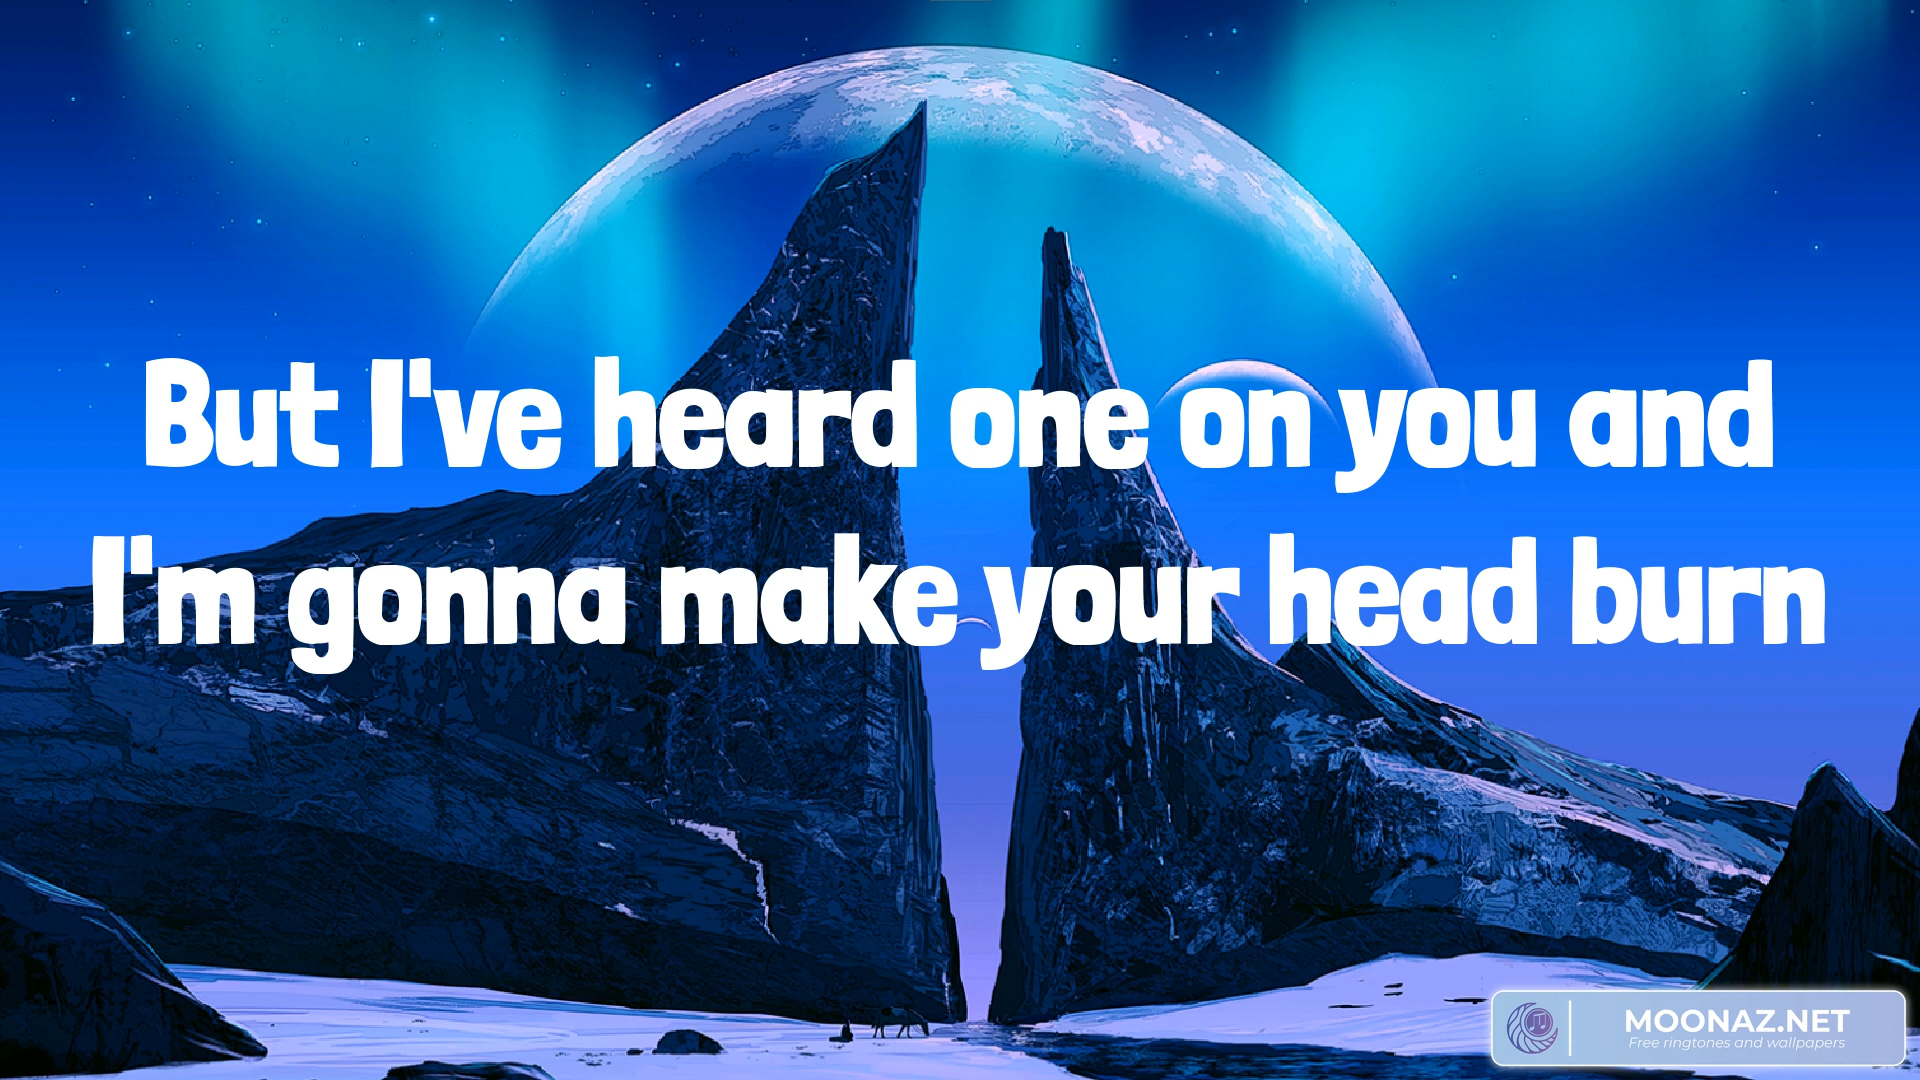 But I've heard one on you and
I'm gonna make your head burn
MOONAZ.NET
Free ringtones and wallpapers